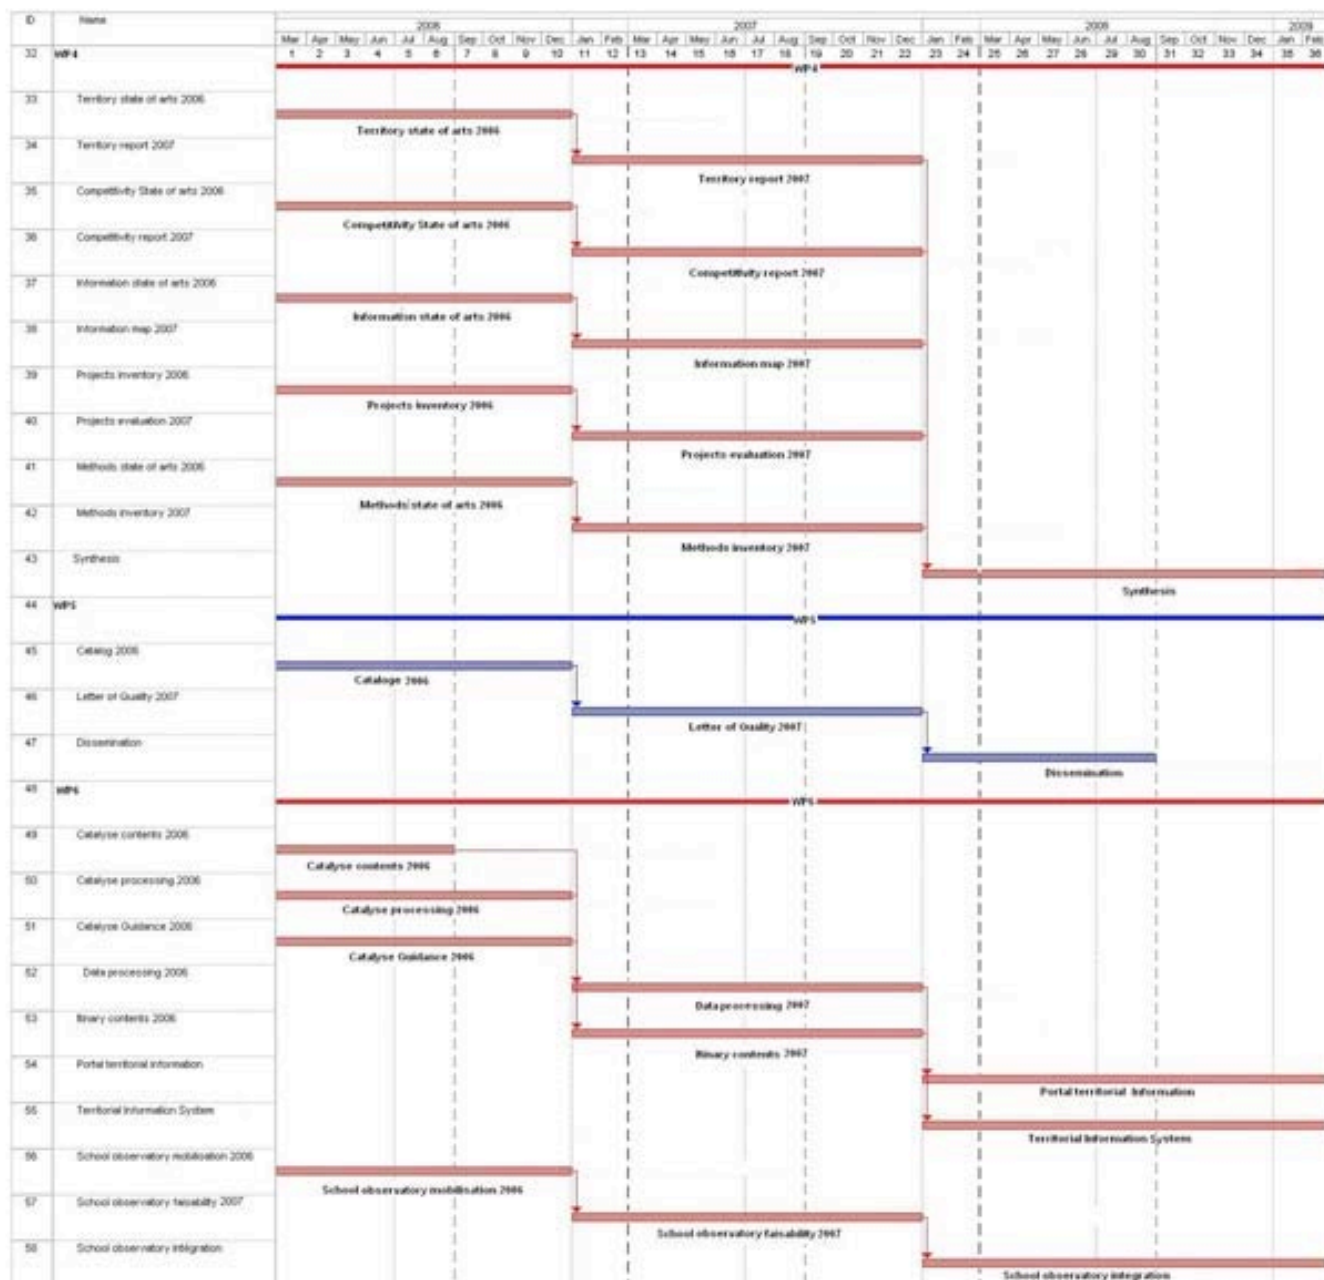 ID Name 2006 2007 2008 2009
Mar Apr May Jun Jul Aug Sep Oct Nov Dec Jan Feb Mar Apr May Jun Jul Aug Sep Oct Nov Dec Jan Feb Mar Apr May Jun Jul Aug Sep Oct Nov Dec Jan Feb
1 2 3 4 5 6 7 8 9 10 11 12 13 14 15 16 17 18 19 20 21 22 23 24 25 26 27 28 29 30 31 32 33 34 35 36
32 WP4
WP4
33 Territory state of arts 2006
Territory state of arts 2006
34 Territory report 2007
Territory report 2007
35 Competitivity State of arts 2006
Competitivity State of arts 2006
36 Competitivity report 2007
Competitivity report 2007
37 Information state of arts 2006
Information state of arts 2006
38 Information map 2007
Information map 2007
39 Projects inventory 2006
Projects inventory 2006
40 Projects evaluation 2007
Projects evaluation 2007
41 Methods state of arts 2006
Methods state of arts 2006
42 Methods inventory 2007
Methods inventory 2007
43 Synthesis
Synthesis
44 WP5
WP5
45 Catalog 2006
Cataloge 2006
46 Letter of Quality 2007
Letter of Quality 2007
47 Dissemination
Dissemination
48 WP6
WP6
49 Catalyse contents 2006
Catalyse contents 2006
50 Catalyse processing 2006
Catalyse processing 2006
51 Catalyse Guidance 2006
Catalyse Guidance 2006
52 Data processing 2006
Data processing 2007
53 Itinary contents 2006
Itinary contents 2007
54 Portal territorial information
Portal territorial Information
55 Territorial Information System
Territorial Information System
56 School observatory mobilisation 2006
School observatory mobilisation 2006
57 School observatory faisability 2007
School observatory faisability 2007
58 School observatory intégration
School observatory integration